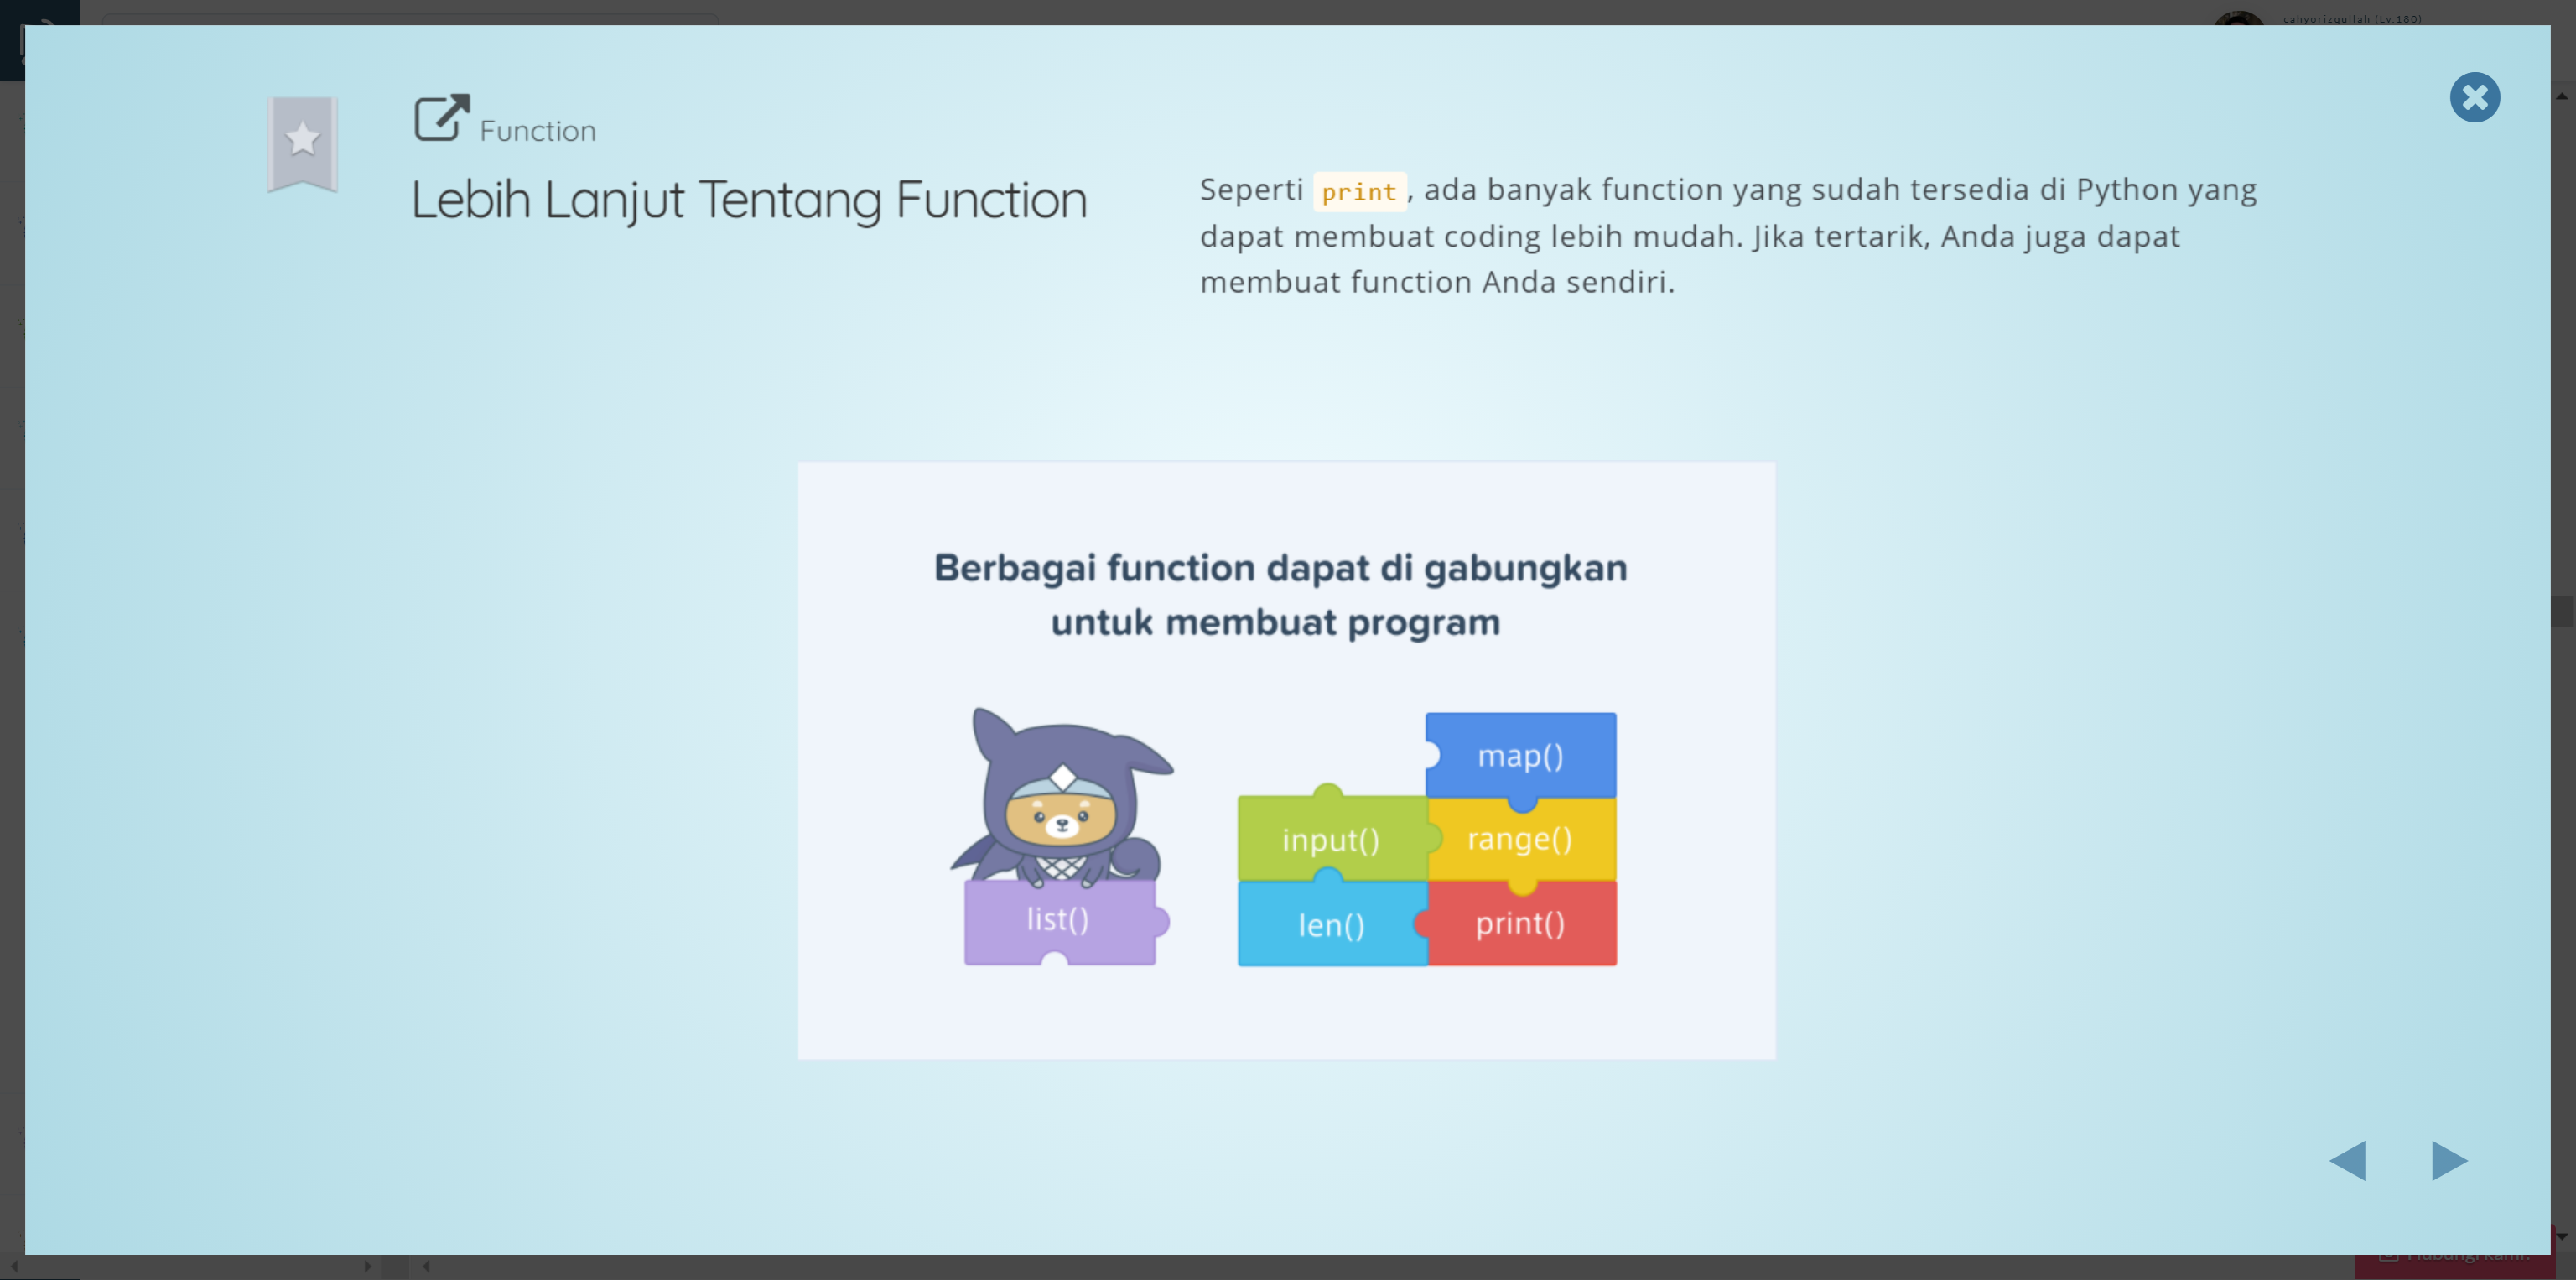 cahyorizqullah (Lv.180)
Function
Lebih Lanjut Tentang Function
Seperti print, ada banyak function yang sudah tersedia di Python yang
dapat membuat coding lebih mudah. Jika tertarik, Anda juga dapat
membuat function Anda sendiri.
Berbagai function dapat di gabungkan
untuk membuat program
map()
input()
range()
list()
len()
print()